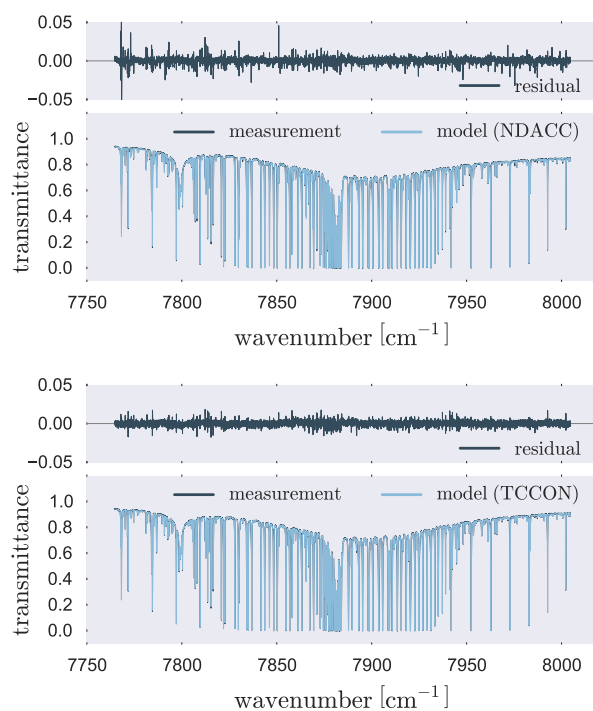 0.05
0.00
−0.05
residual
transmittance
1.0
0.8
0.6
0.4
0.2
0.0
measurement
model (NDACC)
7750 7800 7850 7900 7950 8000
wavenumber [cm⁻¹]
0.05
0.00
−0.05
residual
transmittance
1.0
0.8
0.6
0.4
0.2
0.0
measurement
model (TCCON)
7750 7800 7850 7900 7950 8000
wavenumber [cm⁻¹]